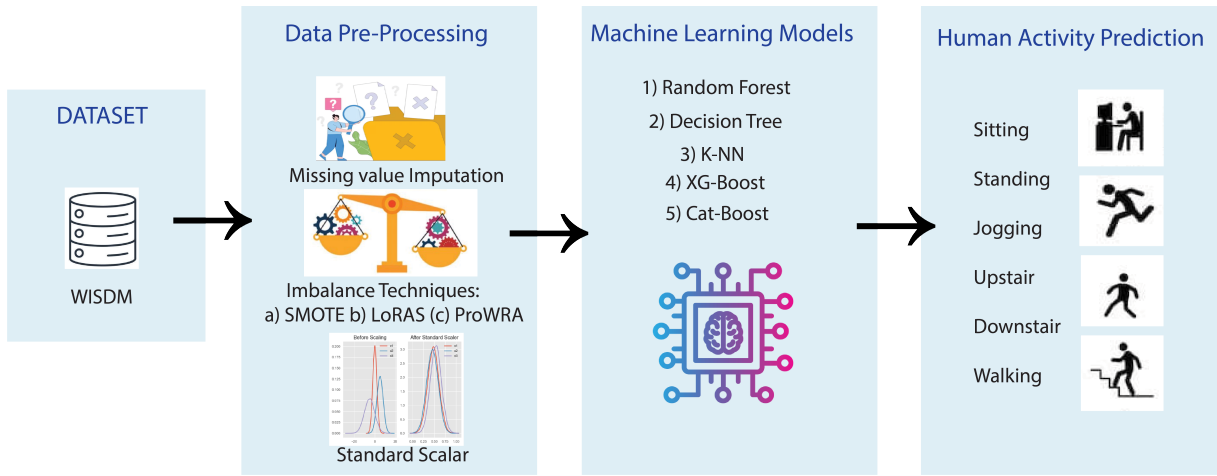 DATASET
WISDM
Data Pre-Processing
Missing value Imputation
Imbalance Techniques:
a) SMOTE b) LoRAS (c) ProWRA
Before Scaling
After Standard Scaler
Standard Scalar
Machine Learning Models
1) Random Forest
2) Decision Tree
3) K-NN
4) XG-Boost
5) Cat-Boost
Human Activity Prediction
Sitting
Standing
Jogging
Upstair
Downstair
Walking